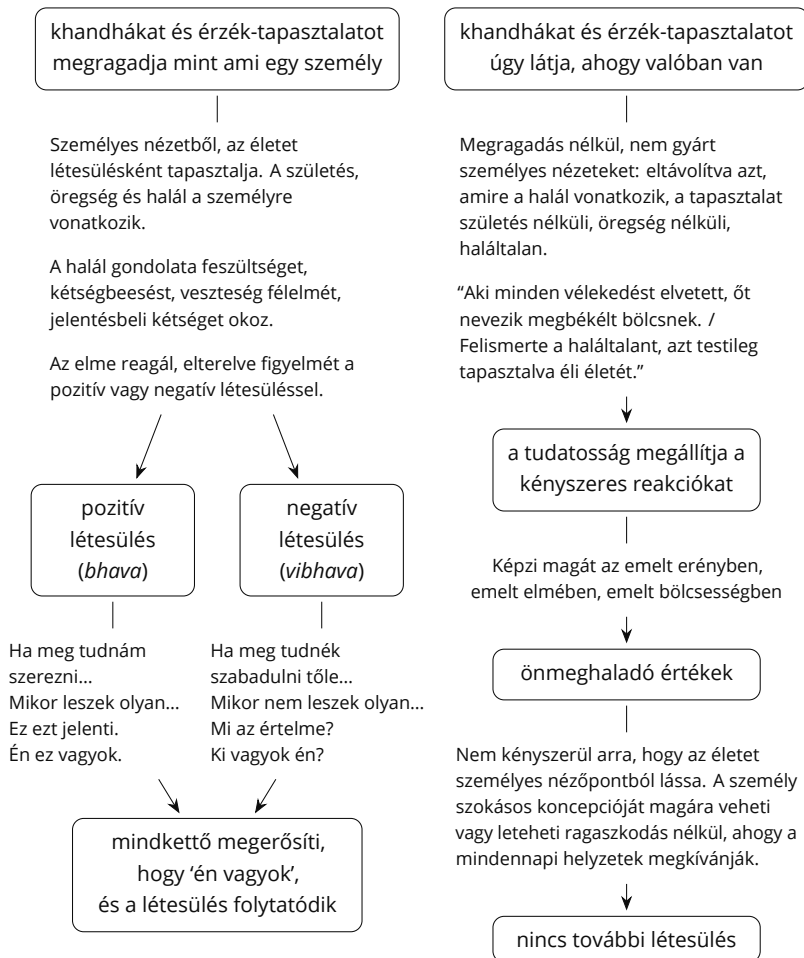 khandhákat és érzék-tapasztalatot
megragadja mint ami egy személy
Személyes nézetből, az életet
létesülésként tapasztalja. A születés,
öregség és halál a személyre
vonatkozik.
A halál gondolata feszültséget,
kétségbeesést, veszteség félelmét,
jelentésbeli kétséget okoz.
Az elme reagál, elterelve figyelmét a
pozitív vagy negatív létesüléssel.
pozitív
létesülés
(bhava)
negatív
létesülés
(vibhava)
Ha meg tudnám
szerezni…
Mikor leszek olyan…
Ez ezt jelenti.
Én ez vagyok.
Ha meg tudnék
szabadulni tőle…
Mikor nem leszek olyan…
Mi az értelme?
Ki vagyok én?
mindkettő megerősíti,
hogy ‘én vagyok’,
és a létesülés folytatódik
khandhákat és érzék-tapasztalatot
úgy látja, ahogy valóban van
Megragadás nélkül, nem gyárt
személyes nézeteket: eltávolítva azt,
amire a halál vonatkozik, a tapasztalat
születés nélküli, öregség nélküli,
haláltalan.
“Aki minden vélekedést elvetett, őt
nevezik megbékélt bölcsnek. /
Felismerte a haláltalant, azt testileg
tapasztalva éli életét.”
a tudatosság megállítja a
kényszeres reakciókat
Képzi magát az emelt erényben,
emelt elmében, emelt bölcsességben
önmeghaladó értékek
Nem kényszerül arra, hogy az életet
személyes nézőpontból lássa. A személy
szokásos koncepcióját magára veheti
vagy leteheti ragaszkodás nélkül, ahogy a
mindennapi helyzetek megkívánják.
nincs további létesülés